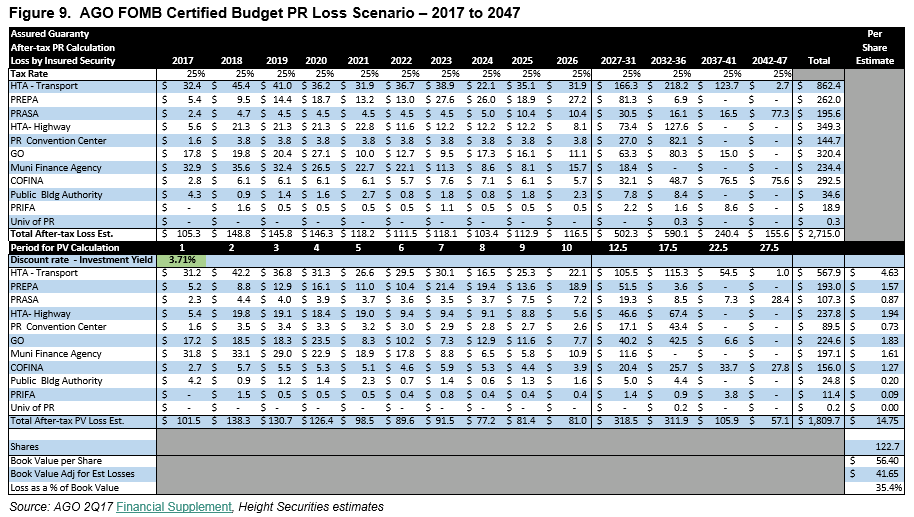 Figure 9.  AGO FOMB Certified Budget PR Loss Scenario – 2017 to 2047
Assured Guaranty Per
After-tax PR Calculation Share
Loss by Insured Security 2017 2018 2019 2020 2021 2022 2023 2024 2025 2026 2027-31 2032-36 2037-41 2042-47 Total Estimate
Tax Rate 25% 25% 25% 25% 25% 25% 25% 25% 25% 25% 25% 25% 25% 25%
HTA - Transport $ 32.4 $ 45.4 $ 41.0 $ 36.2 $ 31.9 $ 36.7 $ 38.9 $ 22.1 $ 35.1 $ 31.9 $ 166.3 $ 218.2 $ 123.7 $ 2.7 $ 862.4
PREPA $ 5.4 $ 9.5 $ 14.4 $ 18.7 $ 13.2 $ 13.0 $ 27.6 $ 26.0 $ 18.9 $ 27.2 $ 81.3 $ 6.9 $ - $ - $ 262.0
PRASA $ 2.4 $ 4.7 $ 4.5 $ 4.5 $ 4.5 $ 4.5 $ 4.5 $ 5.0 $ 10.4 $ 10.4 $ 30.5 $ 16.1 $ 16.5 $ 77.3 $ 195.6
HTA- Highway $ 5.6 $ 21.3 $ 21.3 $ 21.3 $ 22.8 $ 11.6 $ 12.2 $ 12.2 $ 12.2 $ 8.1 $ 73.4 $ 127.6 $ - $ - $ 349.3
PR Convention Center $ 1.6 $ 3.8 $ 3.8 $ 3.8 $ 3.8 $ 3.8 $ 3.8 $ 3.8 $ 3.8 $ 3.8 $ 27.0 $ 82.1 $ - $ - $ 144.7
GO $ 17.8 $ 19.8 $ 20.4 $ 27.1 $ 10.0 $ 12.7 $ 9.5 $ 17.3 $ 16.1 $ 11.1 $ 63.3 $ 80.3 $ 15.0 $ - $ 320.4
Muni Finance Agency $ 32.9 $ 35.6 $ 32.4 $ 26.5 $ 22.7 $ 22.1 $ 11.3 $ 8.6 $ 8.1 $ 15.7 $ 18.4 $ - $ - $ - $ 234.4
COFINA $ 2.8 $ 6.1 $ 6.1 $ 6.1 $ 6.1 $ 5.7 $ 7.6 $ 7.1 $ 6.1 $ 5.7 $ 32.1 $ 48.7 $ 76.5 $ 75.6 $ 292.5
Public Bldg Authority $ 4.3 $ 0.9 $ 1.4 $ 1.6 $ 2.7 $ 0.8 $ 1.8 $ 0.8 $ 1.8 $ 2.3 $ 7.8 $ 8.4 $ - $ - $ 34.6
PRIFA $ - $ 1.6 $ 0.5 $ 0.5 $ 0.5 $ 0.5 $ 1.1 $ 0.5 $ 0.5 $ 0.5 $ 2.2 $ 1.6 $ 8.6 $ - $ 18.9
Univ of PR $ - $ - $ - $ - $ - $ - $ - $ - $ - $ - $ - $ 0.3 $ - $ - $ 0.3
Total After-tax Loss Est. $ 105.3 $ 148.8 $ 145.8 $ 146.3 $ 118.2 $ 111.5 $ 118.1 $ 103.4 $ 112.9 $ 116.5 $ 502.3 $ 590.1 $ 240.4 $ 155.6 $ 2,715.0
Period for PV Calculation 1 2 3 4 5 6 7 8 9 10 12.5 17.5 22.5 27.5
Discount rate - Investment Yield 3.71%
HTA - Transport $ 31.2 $ 42.2 $ 36.8 $ 31.3 $ 26.6 $ 29.5 $ 30.1 $ 16.5 $ 25.3 $ 22.1 $ 105.5 $ 115.3 $ 54.5 $ 1.0 $ 567.9 $ 4.63
PREPA $ 5.2 $ 8.8 $ 12.9 $ 16.1 $ 11.0 $ 10.4 $ 21.4 $ 19.4 $ 13.6 $ 18.9 $ 51.5 $ 3.6 $ - $ - $ 193.0 $ 1.57
PRASA $ 2.3 $ 4.4 $ 4.0 $ 3.9 $ 3.7 $ 3.6 $ 3.5 $ 3.7 $ 7.5 $ 7.2 $ 19.3 $ 8.5 $ 7.3 $ 28.4 $ 107.3 $ 0.87
HTA- Highway $ 5.4 $ 19.8 $ 19.1 $ 18.4 $ 19.0 $ 9.4 $ 9.4 $ 9.1 $ 8.8 $ 5.6 $ 46.6 $ 67.4 $ - $ - $ 237.8 $ 1.94
PR Convention Center $ 1.6 $ 3.5 $ 3.4 $ 3.3 $ 3.2 $ 3.0 $ 2.9 $ 2.8 $ 2.7 $ 2.6 $ 17.1 $ 43.4 $ - $ - $ 89.5 $ 0.73
GO $ 17.2 $ 18.5 $ 18.3 $ 23.5 $ 8.3 $ 10.2 $ 7.3 $ 12.9 $ 11.6 $ 7.7 $ 40.2 $ 42.5 $ 6.6 $ - $ 224.6 $ 1.83
Muni Finance Agency $ 31.8 $ 33.1 $ 29.0 $ 22.9 $ 18.9 $ 17.8 $ 8.8 $ 6.5 $ 5.8 $ 10.9 $ 11.6 $ - $ - $ - $ 197.1 $ 1.61
COFINA $ 2.7 $ 5.7 $ 5.5 $ 5.3 $ 5.1 $ 4.6 $ 5.9 $ 5.3 $ 4.4 $ 3.9 $ 20.4 $ 25.7 $ 33.7 $ 27.8 $ 156.0 $ 1.27
Public Bldg Authority $ 4.2 $ 0.9 $ 1.2 $ 1.4 $ 2.3 $ 0.7 $ 1.4 $ 0.6 $ 1.3 $ 1.6 $ 5.0 $ 4.4 $ - $ - $ 24.8 $ 0.20
PRIFA $ - $ 1.5 $ 0.5 $ 0.5 $ 0.5 $ 0.4 $ 0.8 $ 0.4 $ 0.4 $ 0.4 $ 1.4 $ 0.9 $ 3.8 $ - $ 11.4 $ 0.09
Univ of PR $ - $ - $ - $ - $ - $ - $ - $ - $ - $ - $ - $ 0.2 $ - $ - $ 0.2 $ 0.00
Total After-tax PV Loss Est. $ 101.5 $ 138.3 $ 130.7 $ 126.4 $ 98.5 $ 89.6 $ 91.5 $ 77.2 $ 81.4 $ 81.0 $ 318.5 $ 311.9 $ 105.9 $ 57.1 $ 1,809.7 $ 14.75
Shares 122.7
Book Value per Share $ 56.40
Book Value Adj for Est Losses $ 41.65
Loss as a % of Book Value 35.4%
Source: AGO 2Q17 Financial Supplement, Height Securities estimates